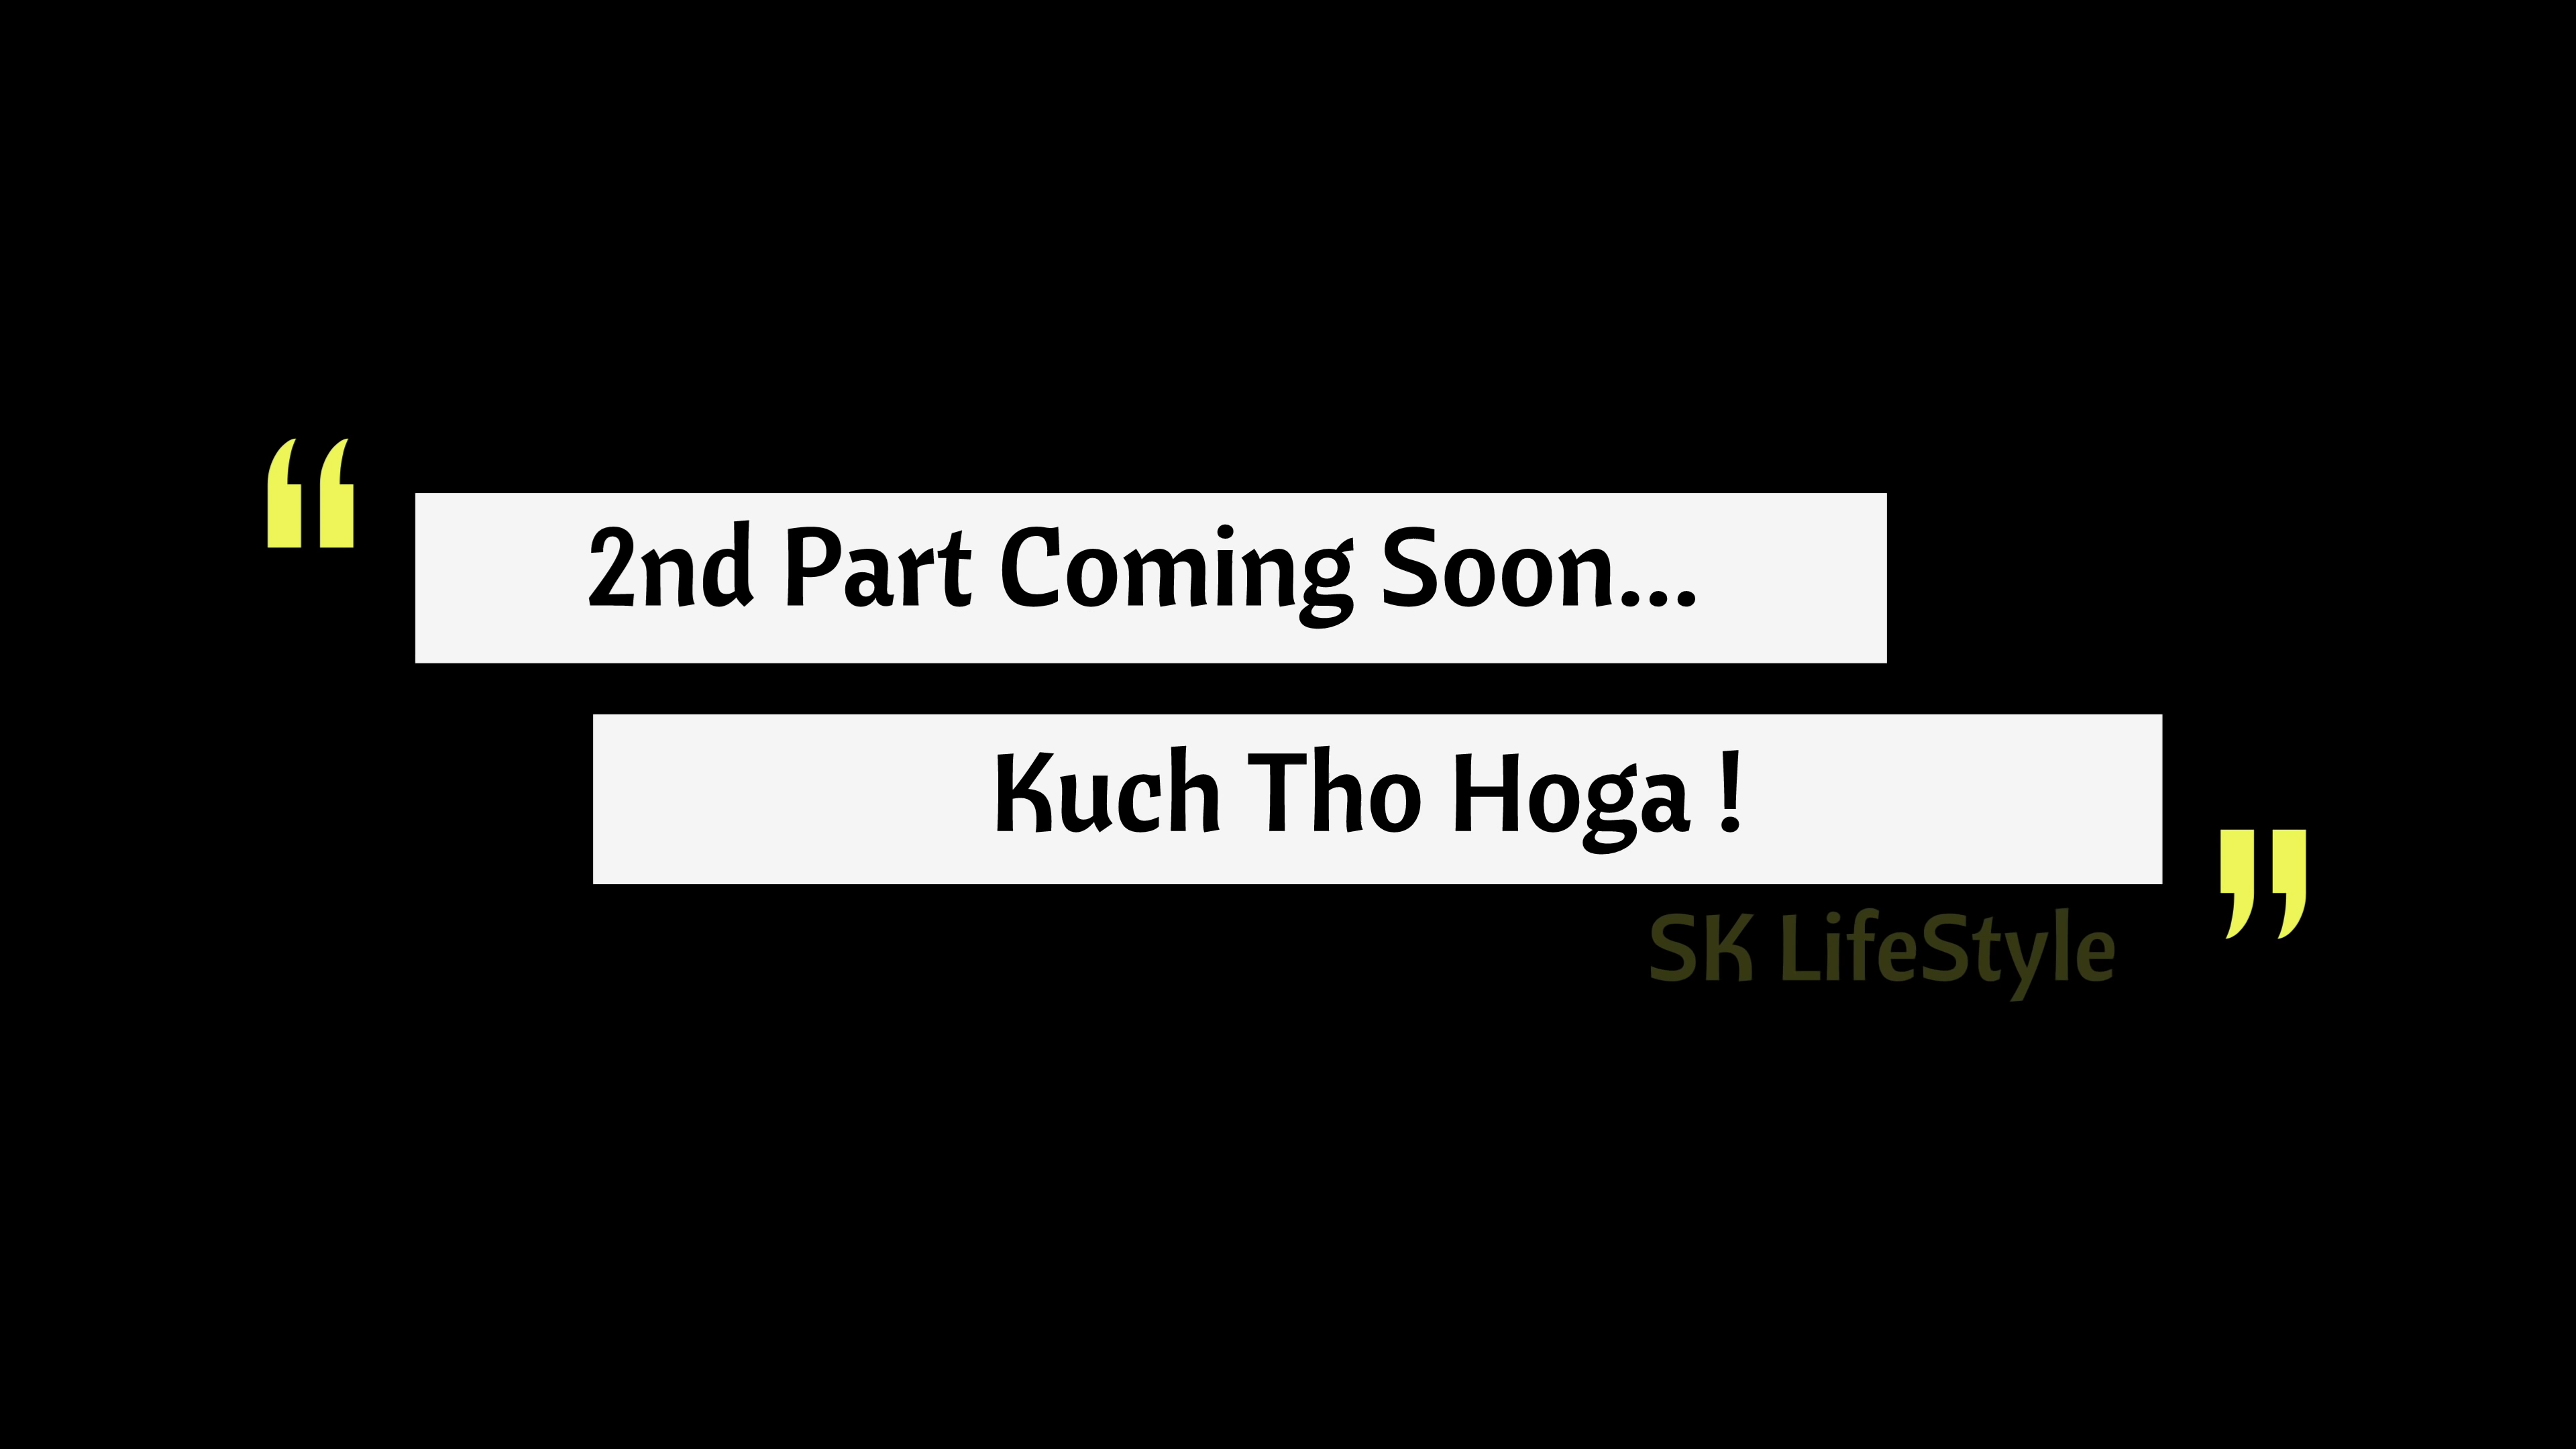 “
2nd Part Coming Soon...
Kuch Tho Hoga !
”
SK LifeStyle